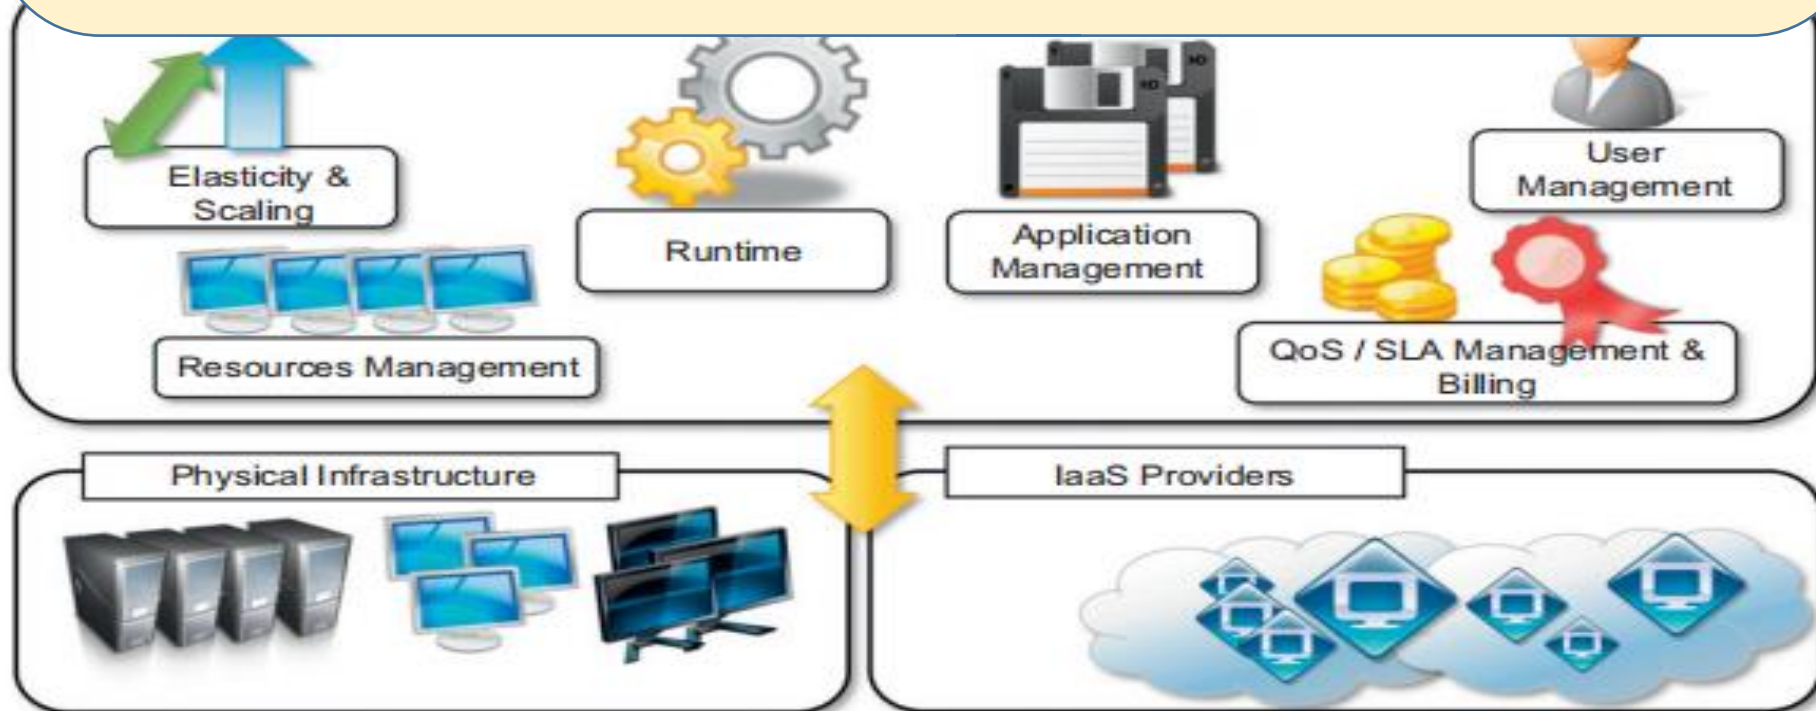 Elasticity &
Scaling
Runtime
Application
Management
User
Management
Resources Management
QoS / SLA Management &
Billing
Physical Infrastructure
IaaS Providers